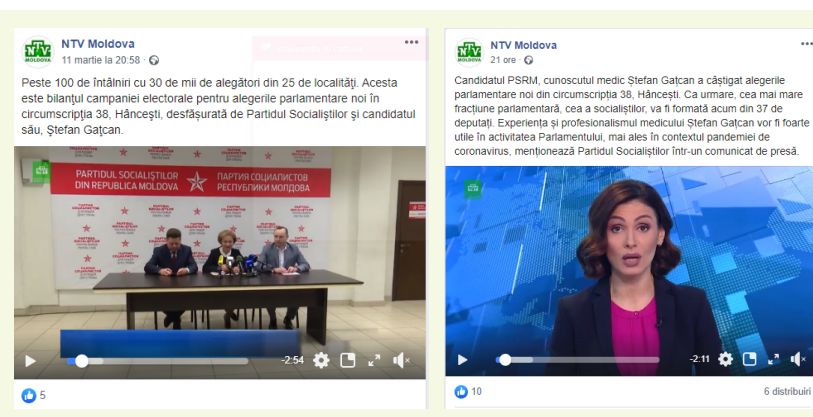 NTV Moldova
11 martie la 20:58 ·
Peste 100 de întâlniri cu 30 de mii de alegători din 25 de localități. Acesta
este bilanțul campaniei electorale pentru alegerile parlamentare noi în
circumscripția 38, Hâncești, desfășurată de Partidul Socialiștilor și candidatul
său, Ștefan Gațcan.
PARTIDUL SOCIALIȘTILOR
DIN REPUBLICA MOLDOVA
ПАРТИЯ СОЦИАЛИСТОВ
РЕСПУБЛИКИ МОЛДОВА
-2:54
5
NTV Moldova
21 ore ·
Candidatul PSRM, cunoscutul medic Ștefan Gațcan a câștigat alegerile
parlamentare noi din circumscripția 38, Hâncești. Ca urmare, cea mai mare
fracțiune parlamentară, cea a socialiștilor, va fi formată acum din 37 de
deputați. Experiența și profesionalismul medicului Ștefan Gațcan vor fi foarte
utile în activitatea Parlamentului, mai ales în contextul pandemiei de
coronavirus, menționează Partidul Socialiștilor într-un comunicat de presă.
-2:11
10
6 distribuiri